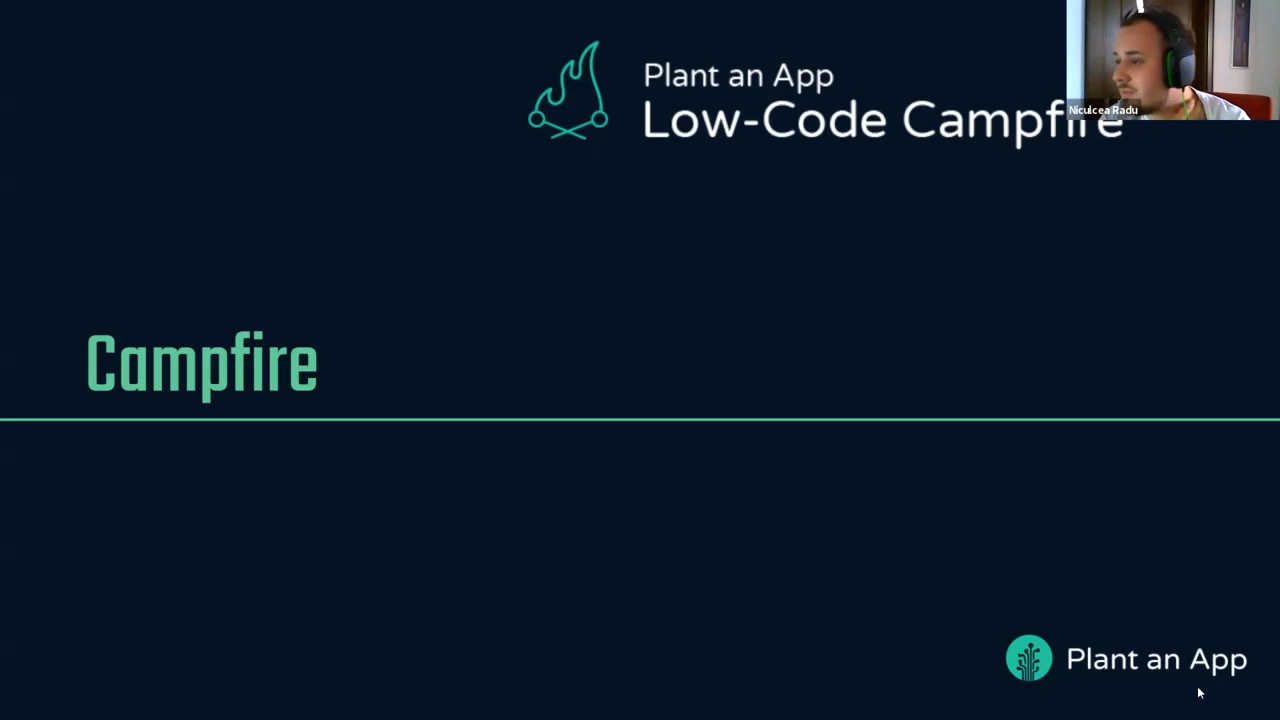 Plant an App
Low-Code Campfire
Niculcea Radu
Campfire
Plant an App